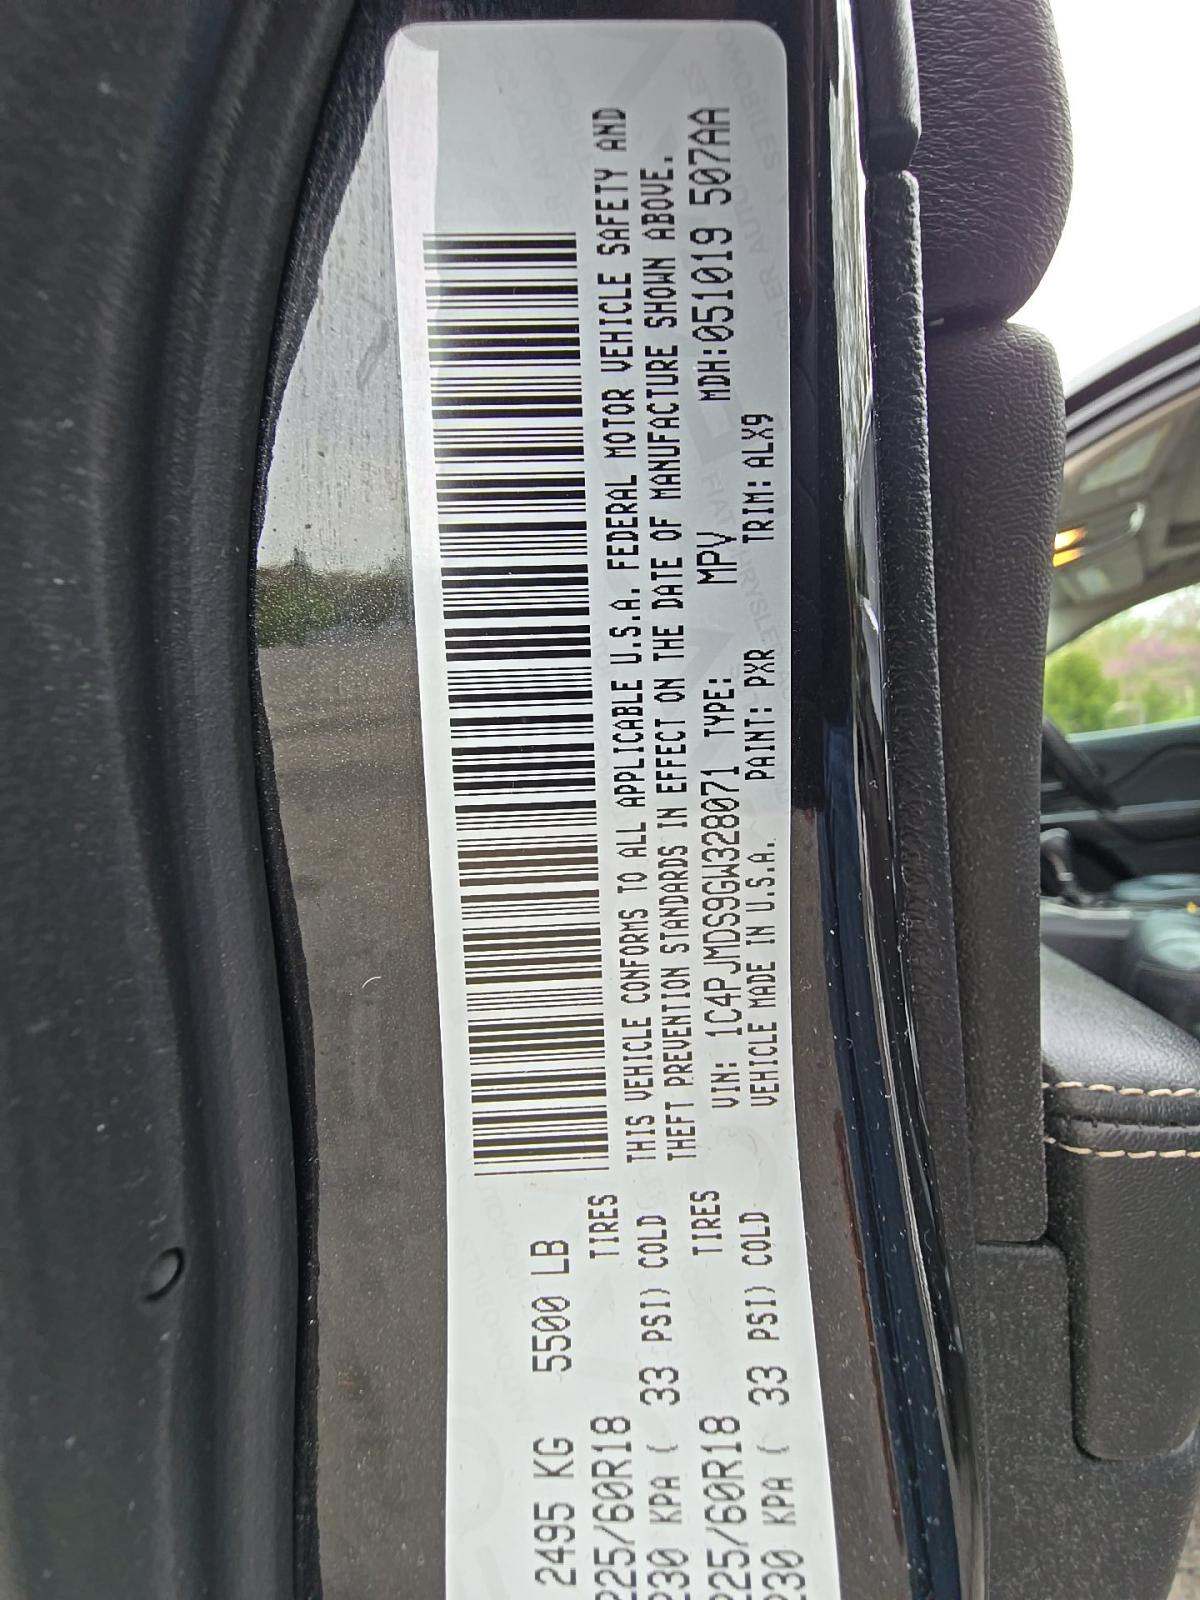 2495 KG 5500 LB
225/60R18 TIRES
230 KPA ( 33 PSI) COLD
225/60R18 TIRES
230 KPA ( 33 PSI) COLD
THIS VEHICLE CONFORMS TO ALL APPLICABLE U.S.A. FEDERAL MOTOR VEHICLE SAFETY AND
THEFT PREVENTION STANDARDS IN EFFECT ON THE DATE OF MANUFACTURE SHOWN ABOVE.
VIN: 1C4PJMDS9GW328071 TYPE: MPV MDH:051019 507AA
VEHICLE MADE IN U.S.A. PAINT: PXR TRIM:ALX9